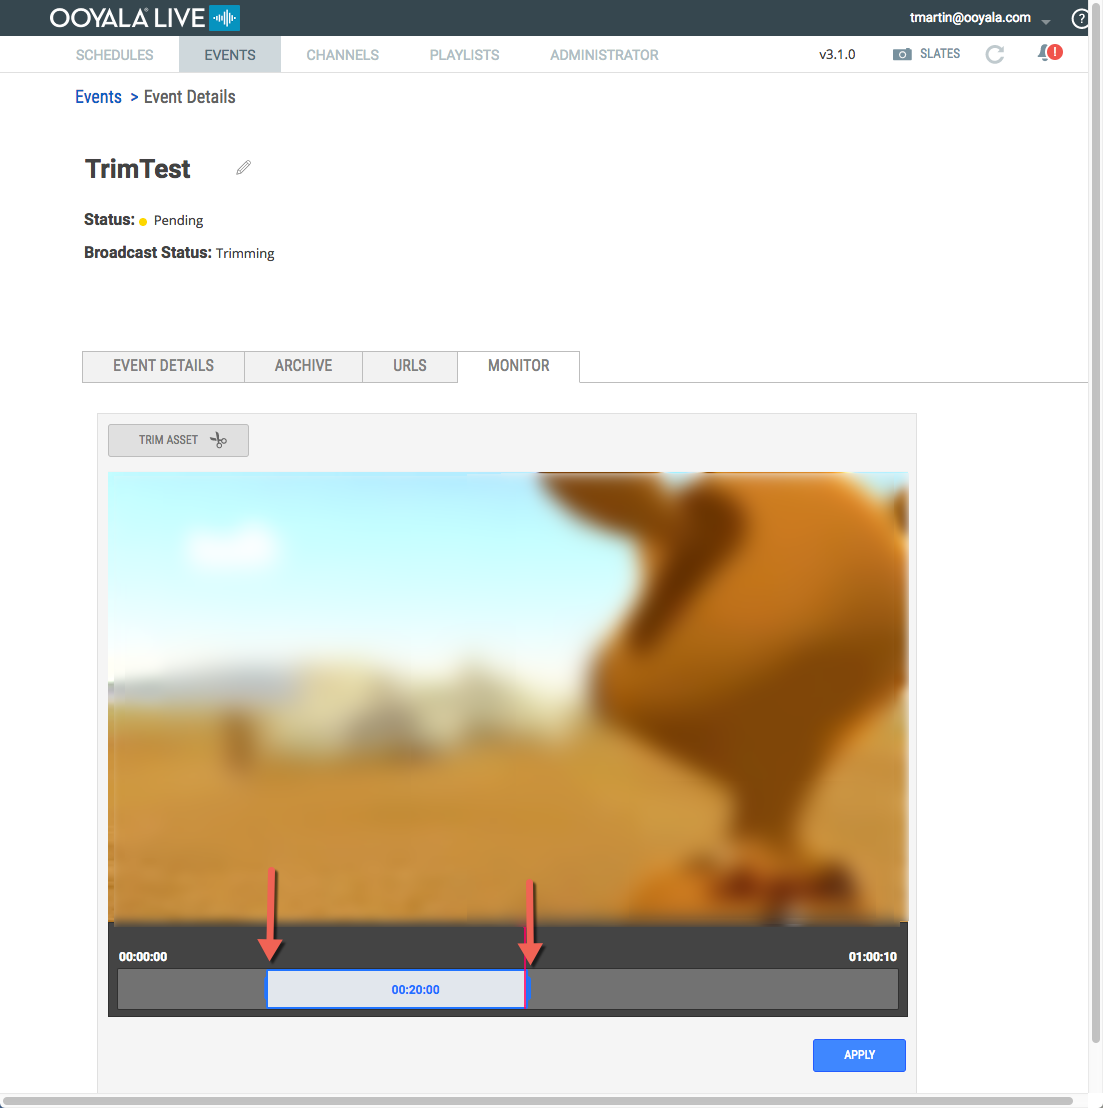 OOYALA LIVE tmartin@ooyala.com ?
SCHEDULES EVENTS CHANNELS PLAYLISTS ADMINISTRATOR v3.1.0 SLATES !
Events > Event Details
TrimTest
Status: Pending
Broadcast Status: Trimming
EVENT DETAILS ARCHIVE URLS MONITOR
TRIM ASSET
00:00:00 01:00:10
00:20:00
APPLY